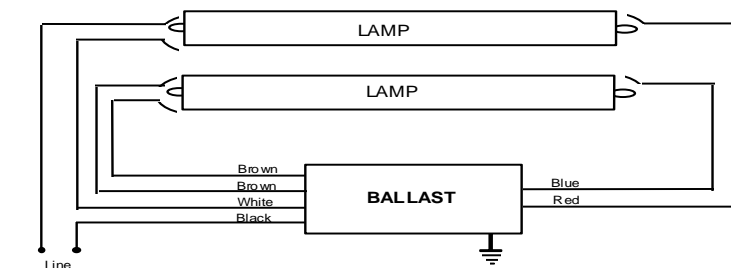 LAMP
LAMP
Brown
Brown
White
Black
BALLAST
Blue
Red
Line